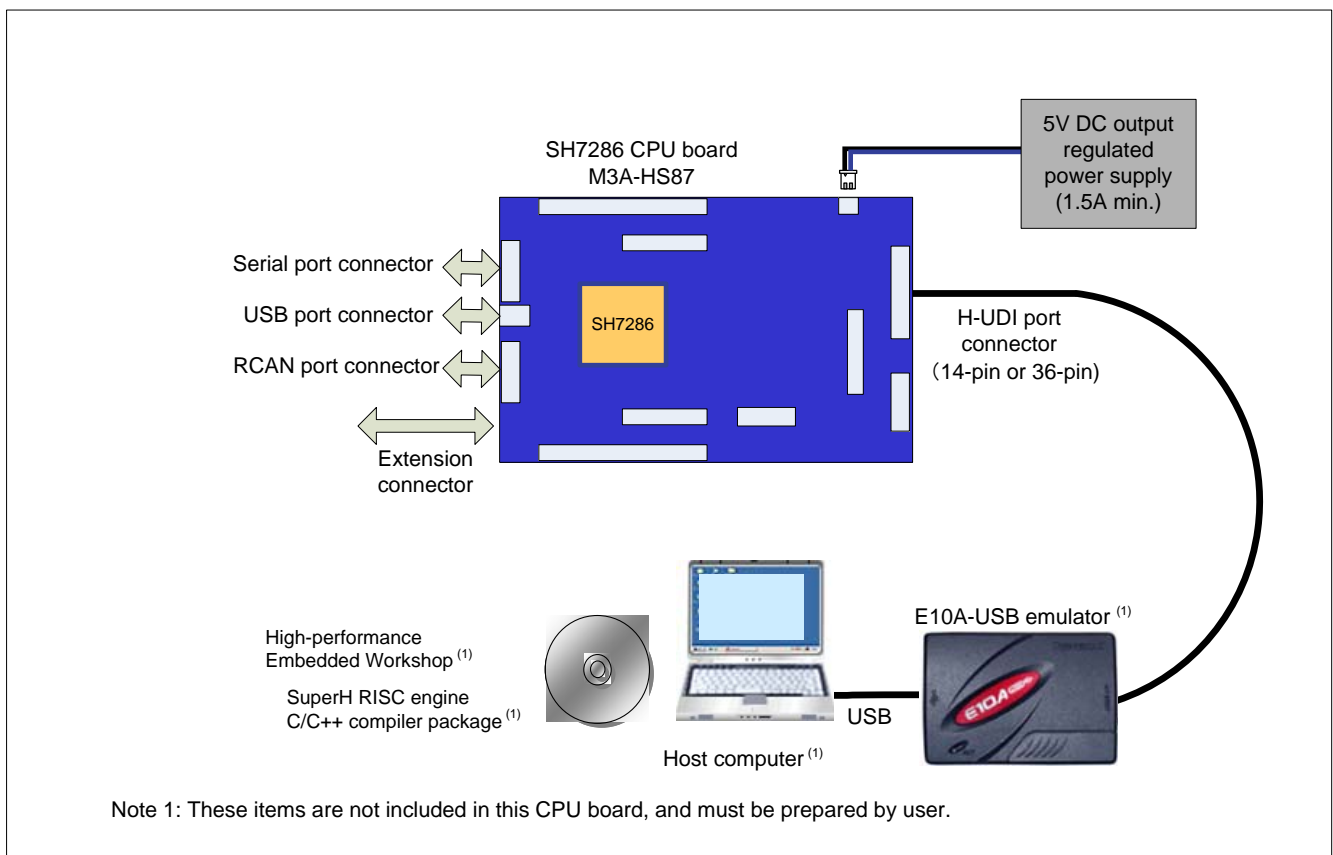 5V DC output
regulated
power supply
(1.5A min.)
SH7286 CPU board
M3A-HS87
Serial port connector
USB port connector
RCAN port connector
Extension
connector
SH7286
H-UDI port
connector
（14-pin or 36-pin)
High-performance
Embedded Workshop (1)
SuperH RISC engine
C/C++ compiler package (1)
Host computer (1)
USB
E10A-USB emulator (1)
E10A
Note 1: These items are not included in this CPU board, and must be prepared by user.